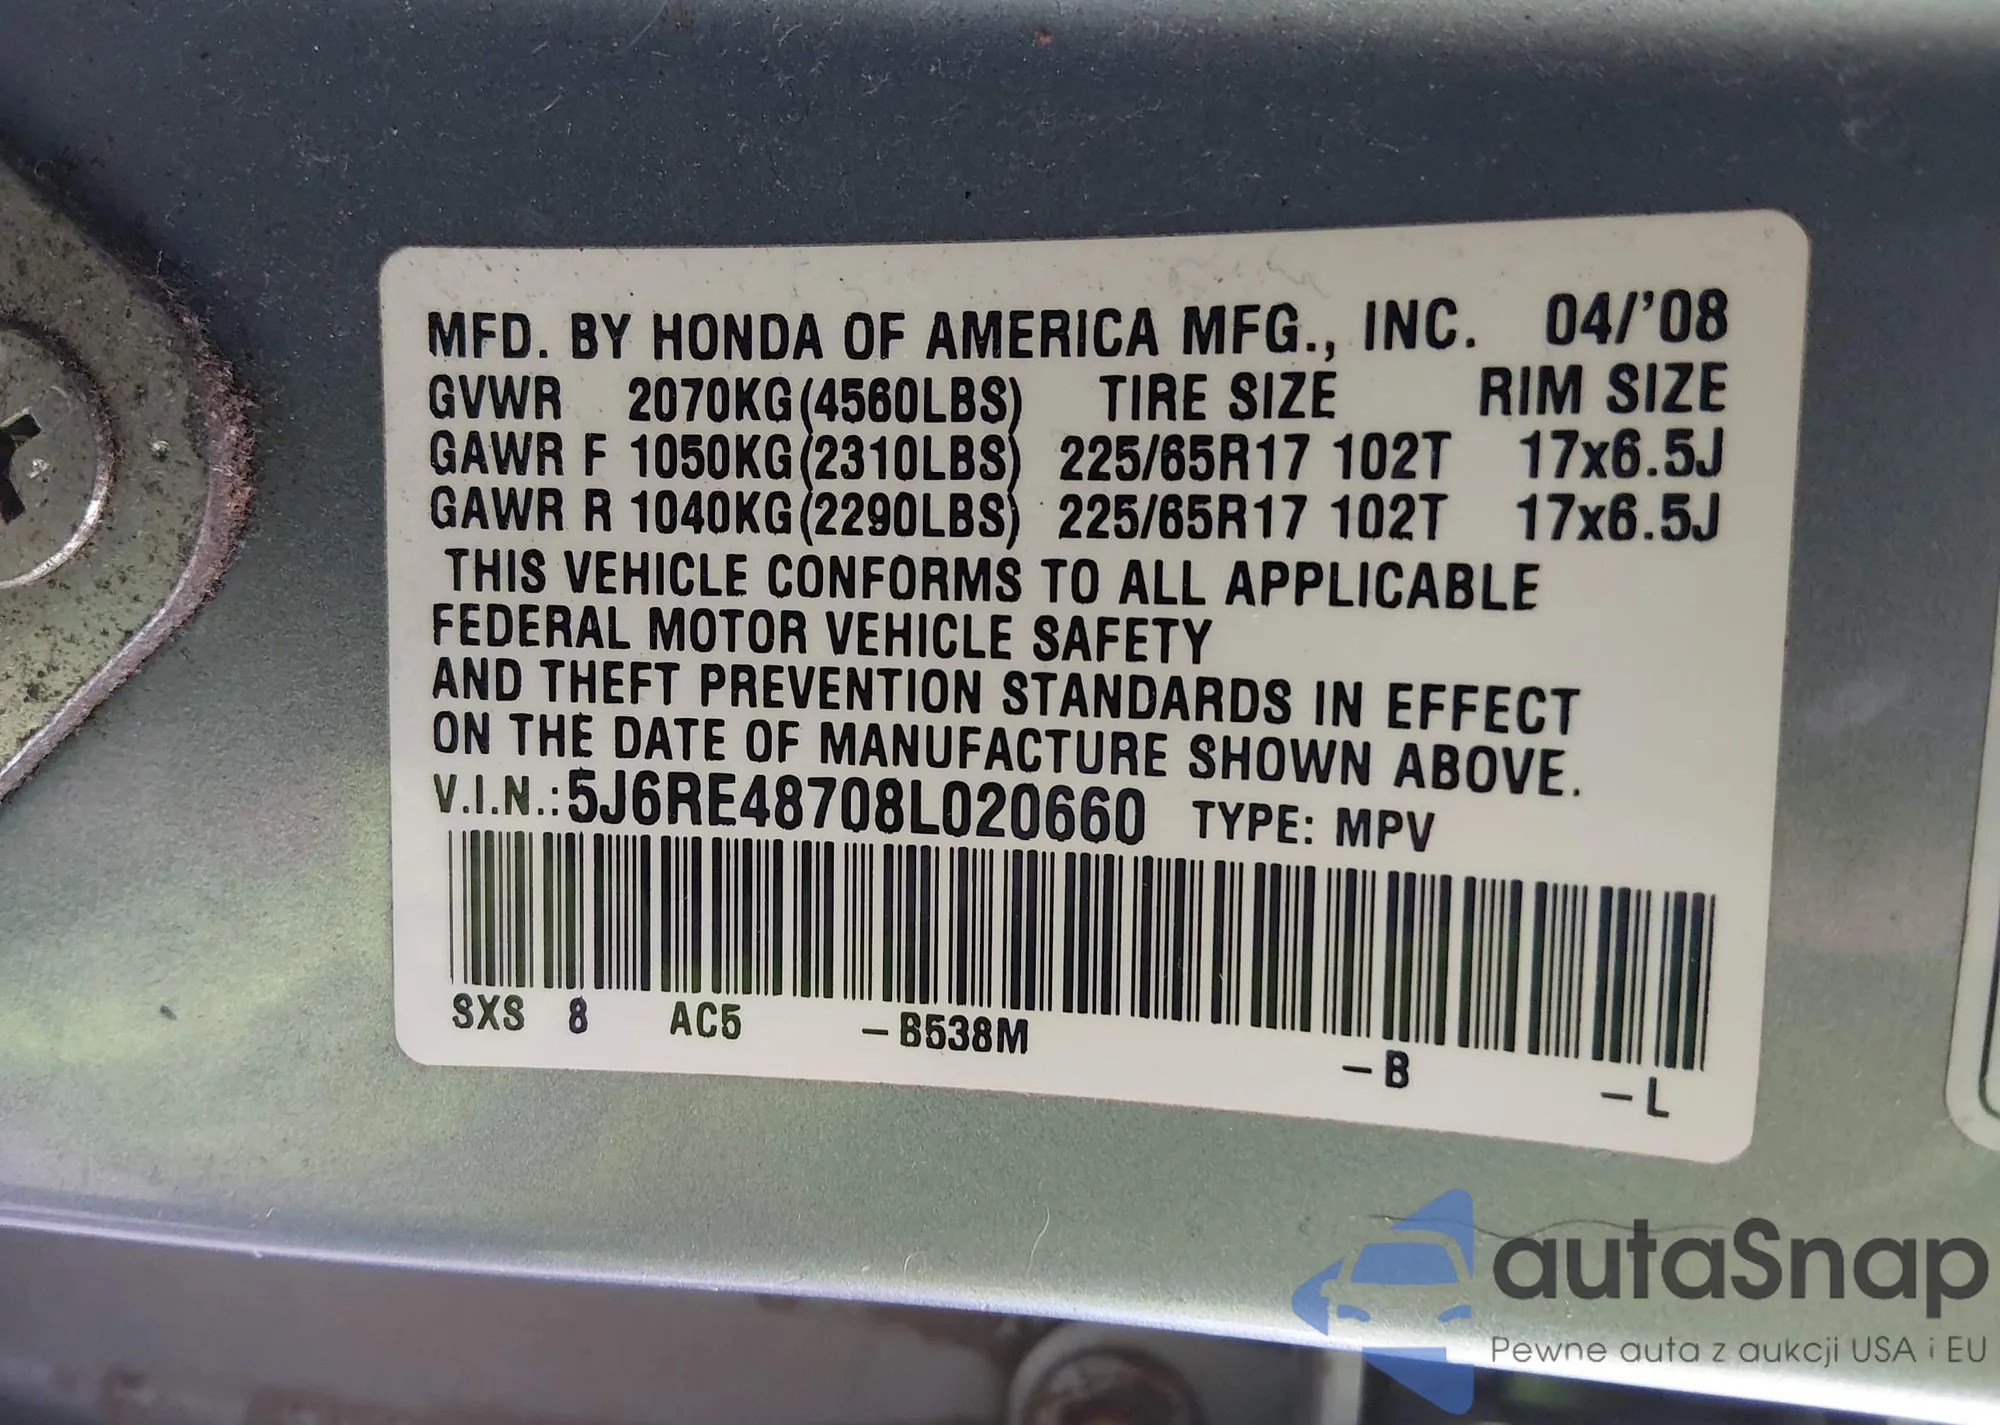 MFD. BY HONDA OF AMERICA MFG., INC. 04/'08
GVWR 2070KG(4560LBS) TIRE SIZE RIM SIZE
GAWR F 1050KG(2310LBS) 225/65R17 102T 17x6.5J
GAWR R 1040KG(2290LBS) 225/65R17 102T 17x6.5J
THIS VEHICLE CONFORMS TO ALL APPLICABLE
FEDERAL MOTOR VEHICLE SAFETY
AND THEFT PREVENTION STANDARDS IN EFFECT
ON THE DATE OF MANUFACTURE SHOWN ABOVE.
V.I.N.: 5J6RE48708L020660 TYPE: MPV
SXS 8 AC5 –B538M –B –L
autaSnap
Pewne auta z aukcji USA i EU